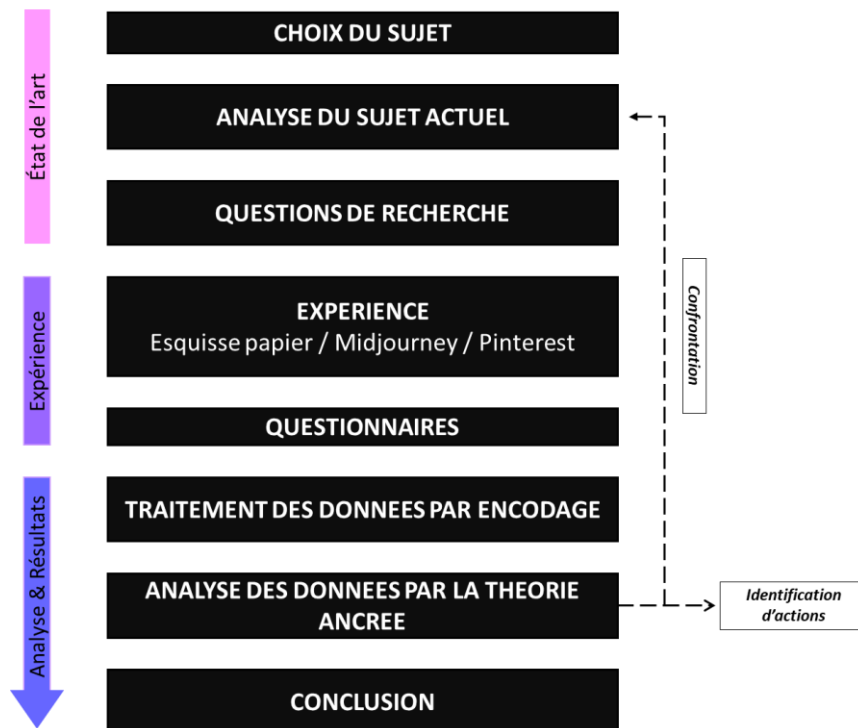 État de l'art
CHOIX DU SUJET
ANALYSE DU SUJET ACTUEL
QUESTIONS DE RECHERCHE
Expérience
EXPERIENCE
Esquisse papier / Midjourney / Pinterest
QUESTIONNAIRES
Confrontation
Analyse & Résultats
TRAITEMENT DES DONNEES PAR ENCODAGE
ANALYSE DES DONNEES PAR LA THEORIE
ANCREE
Identification
d'actions
CONCLUSION